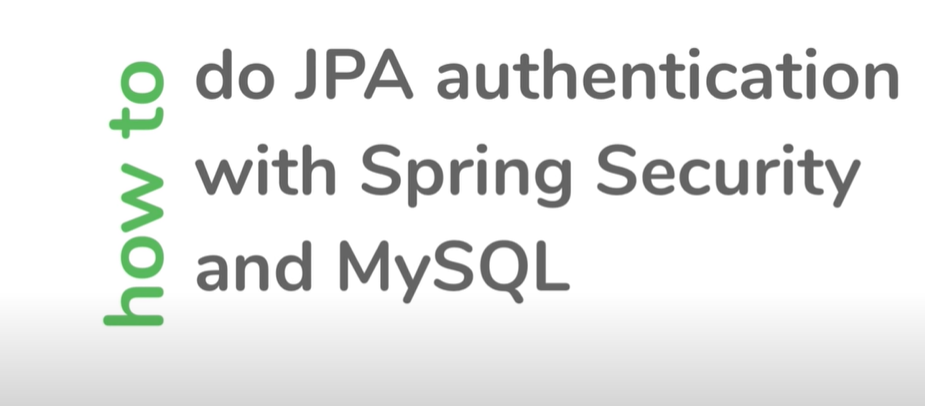 how to
do JPA authentication
with Spring Security
and MySQL